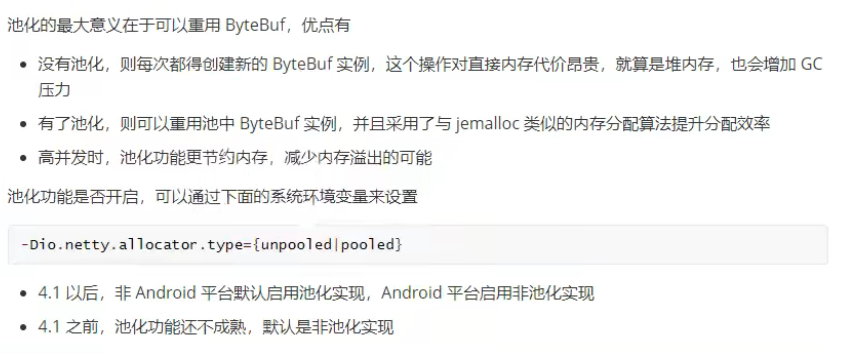 池化的最大意义在于可以重用 ByteBuf，优点有
没有池化，则每次都得创建新的 ByteBuf 实例，这个操作对直接内存代价昂贵，就算是堆内存，也会增加 GC
压力
有了池化，则可以重用池中 ByteBuf 实例，并且采用了与 jemalloc 类似的内存分配算法提升分配效率
高并发时，池化功能更节约内存，减少内存溢出的可能
池化功能是否开启，可以通过下面的系统环境变量来设置
-Dio.netty.allocator.type={unpooled|pooled}
4.1 以后，非 Android 平台默认启用池化实现，Android 平台启用非池化实现
4.1 之前，池化功能还不成熟，默认是非池化实现